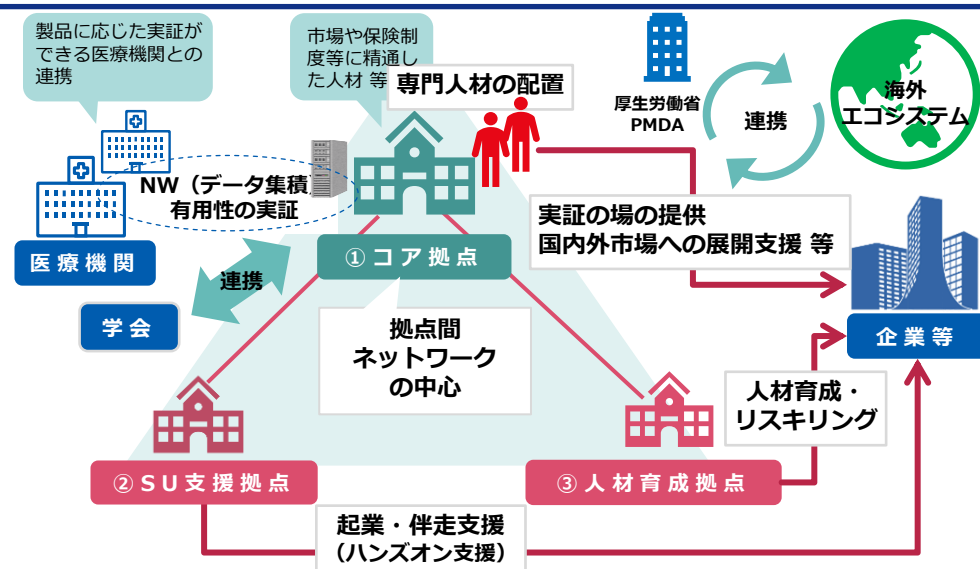 製品に応じた実証が
できる医療機関との
連携
市場や保険制
度等に精通し
た人材 等
専門人材の配置
厚生労働省
PMDA
連携
海外
エコシステム
NW（データ集積）
有用性の実証
医療機関
①コア拠点
実証の場の提供
国内外市場への展開支援 等
連携
学会
拠点間
ネットワーク
の中心
企業等
人材育成・
リスキリング
②SU支援拠点
③人材育成拠点
起業・伴走支援
（ハンズオン支援）